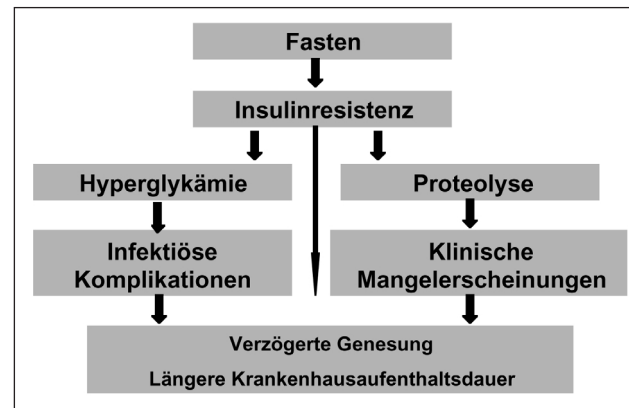 Fasten
Insulinresistenz
Hyperglykämie
Proteolyse
Infektiöse
Komplikationen
Klinische
Mangelerscheinungen
Verzögerte Genesung
Längere Krankenhausaufenthaltsdauer